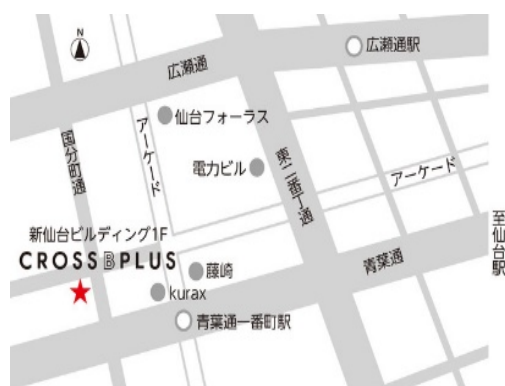 N
広瀬通駅
広瀬通
仙台フォーラス
アーケード
国分町通
電力ビル
東二番丁通
アーケード
至仙台駅
新仙台ビルディング1F
CROSS B PLUS
青葉通
藤崎
kurax
青葉通一番町駅